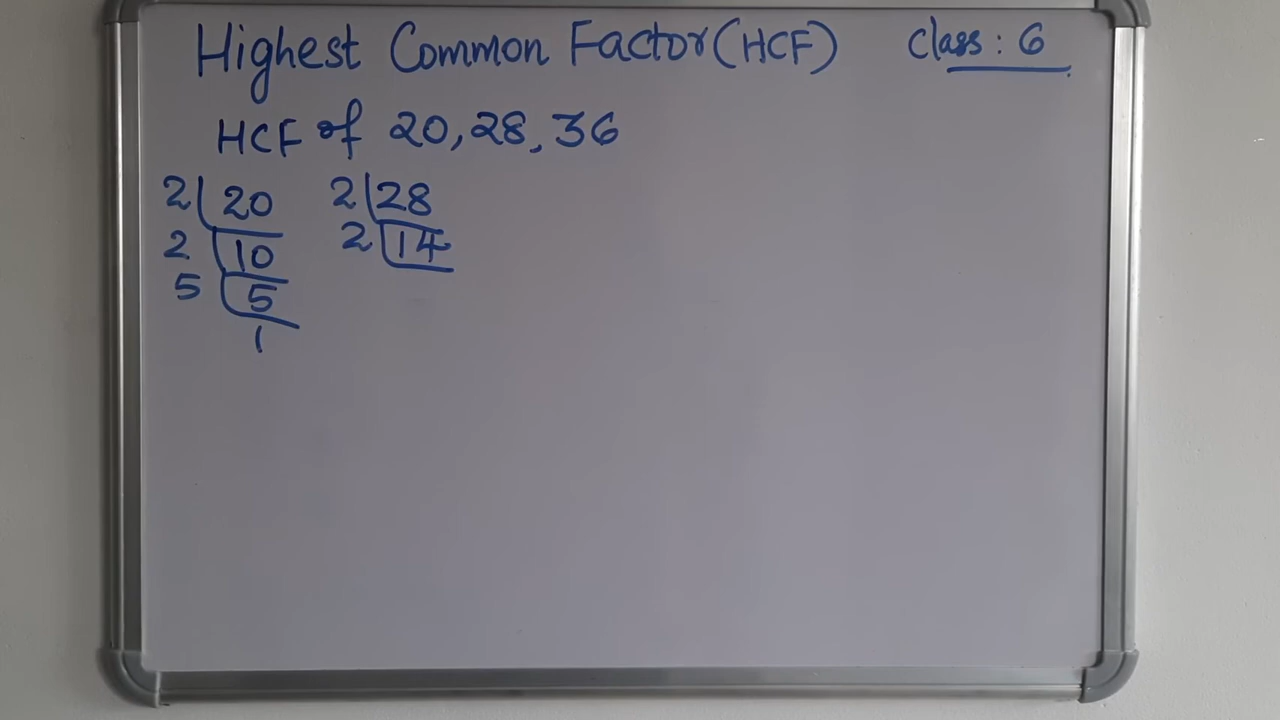 Highest Common Factor (HCF) Class : 6
HCF of 20, 28, 36
2 20 2 28
2 10 2 14
5 5
1